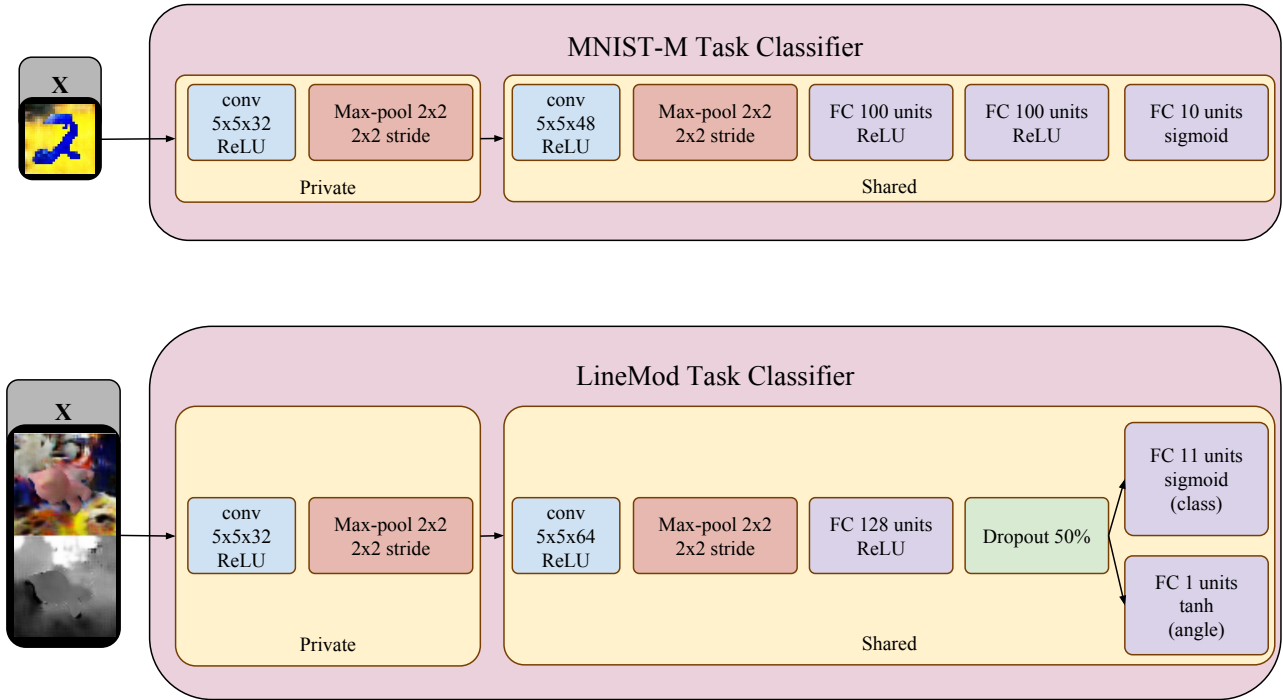 MNIST-M Task Classifier
X
conv
5x5x32
ReLU
Max-pool 2x2
2x2 stride
Private
conv
5x5x48
ReLU
Max-pool 2x2
2x2 stride
FC 100 units
ReLU
FC 100 units
ReLU
FC 10 units
sigmoid
Shared
LineMod Task Classifier
X
conv
5x5x32
ReLU
Max-pool 2x2
2x2 stride
Private
conv
5x5x64
ReLU
Max-pool 2x2
2x2 stride
FC 128 units
ReLU
Dropout 50%
FC 11 units
sigmoid
(class)
FC 1 units
tanh
(angle)
Shared